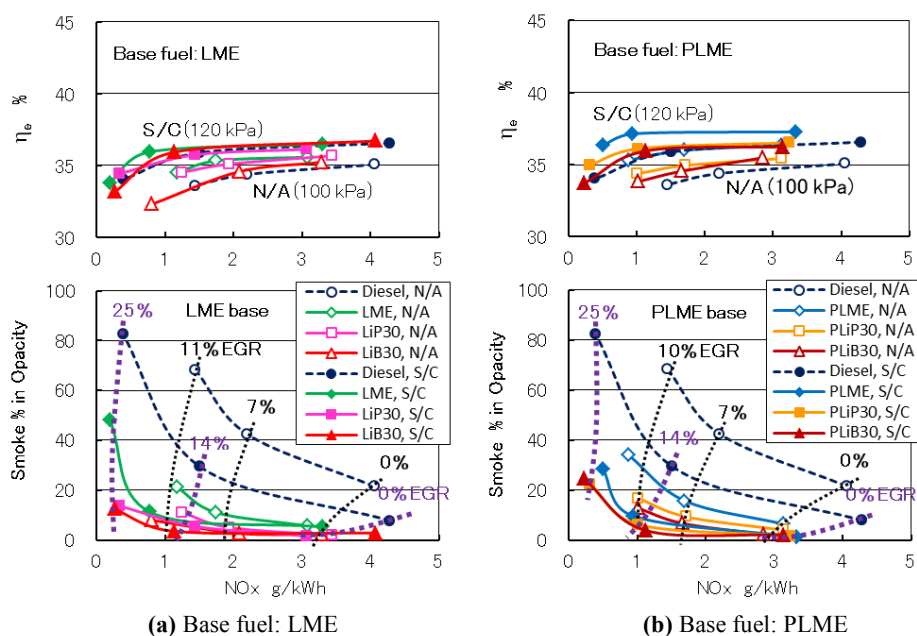 45
Base fuel: LME
40
η e %
S/C (120 kPa)
35
N/A (100 kPa)
30
0 1 2 3 4 5
100
25%
LME base
80
11% EGR
60
14%
7%
40
Smoke % in Opacity
0%
20
0% EGR
0
0 1 2 3 4 5
NOx g/kWh
Diesel, N/A
LME, N/A
LiP30, N/A
LiB30, N/A
Diesel, S/C
LME, S/C
LiP30, S/C
LiB30, S/C
(a) Base fuel: LME
45
Base fuel: PLME
40
η e %
S/C (120 kPa)
35
N/A (100 kPa)
30
0 1 2 3 4 5
100
25%
PLME base
80
10% EGR
60
7%
14%
40
Smoke % in Opacity
0%
20
0% EGR
0
0 1 2 3 4 5
NOx g/kWh
Diesel, N/A
PLME, N/A
PLiP30, N/A
PLiB30, N/A
Diesel, S/C
PLME, S/C
PLiP30, S/C
PLiB30, S/C
(b) Base fuel: PLME